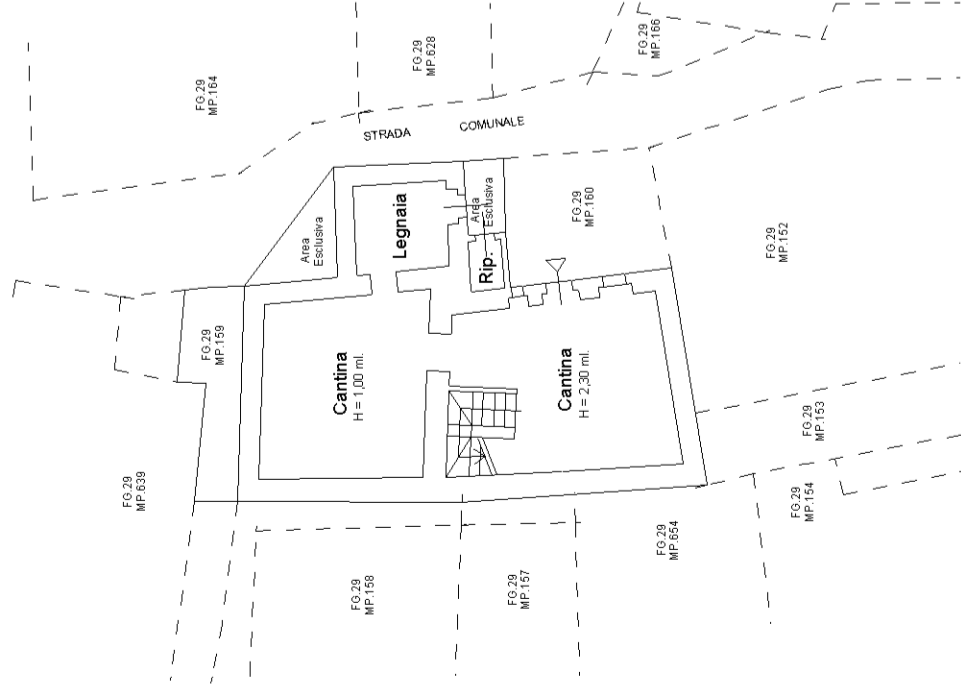 FG.29
MP.164
FG.29
MP.628
FG.29
MP.166
STRADA COMUNALE
Area
Esclusiva
Legnaia
Area
Esclusiva
Rip.
FG.29
MP.160
FG.29
MP.152
FG.29
MP.159
Cantina
H = 1,00 ml.
Cantina
H = 2,30 ml.
FG.29
MP.639
FG.29
MP.153
FG.29
MP.154
FG.29
MP.158
FG.29
MP.157
FG.29
MP.654